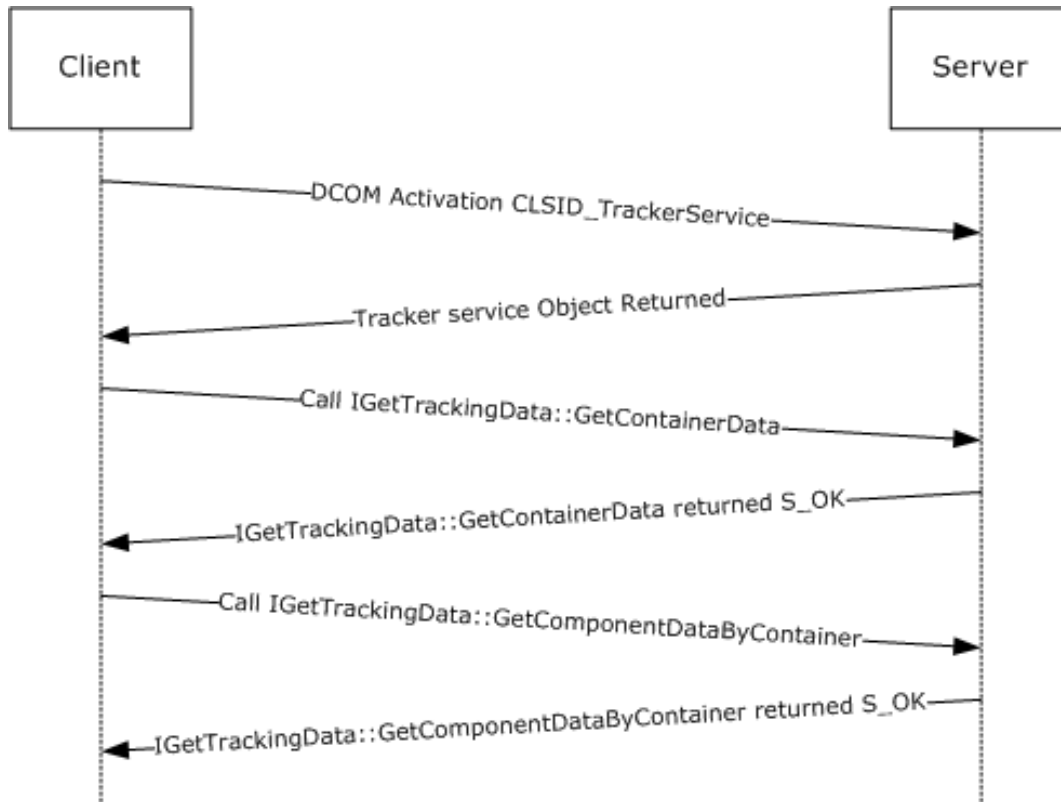 Client
Server
DCOM Activation CLSID_TrackerService
Tracker service Object Returned
Call IGetTrackingData::GetContainerData
IGetTrackingData::GetContainerData returned S_OK
Call IGetTrackingData::GetComponentDataByContainer
IGetTrackingData::GetComponentDataByContainer returned S_OK